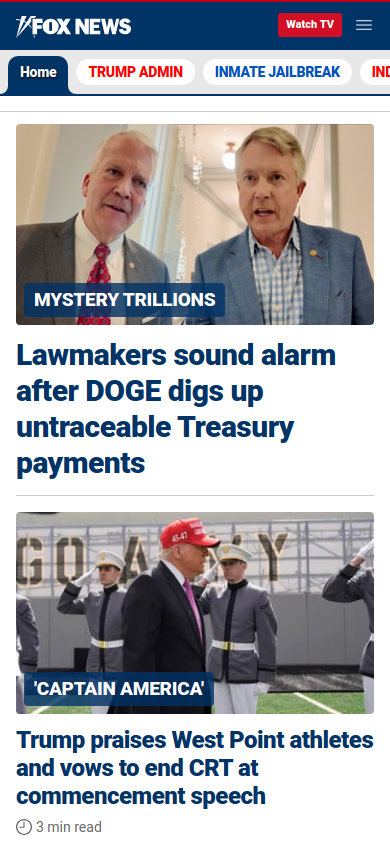 FOX NEWS
Watch TV
Home
TRUMP ADMIN
INMATE JAILBREAK
MYSTERY TRILLIONS
Lawmakers sound alarm
after DOGE digs up
untraceable Treasury
payments
GO ARMY
45-47
'CAPTAIN AMERICA'
Trump praises West Point athletes
and vows to end CRT at
commencement speech
3 min read